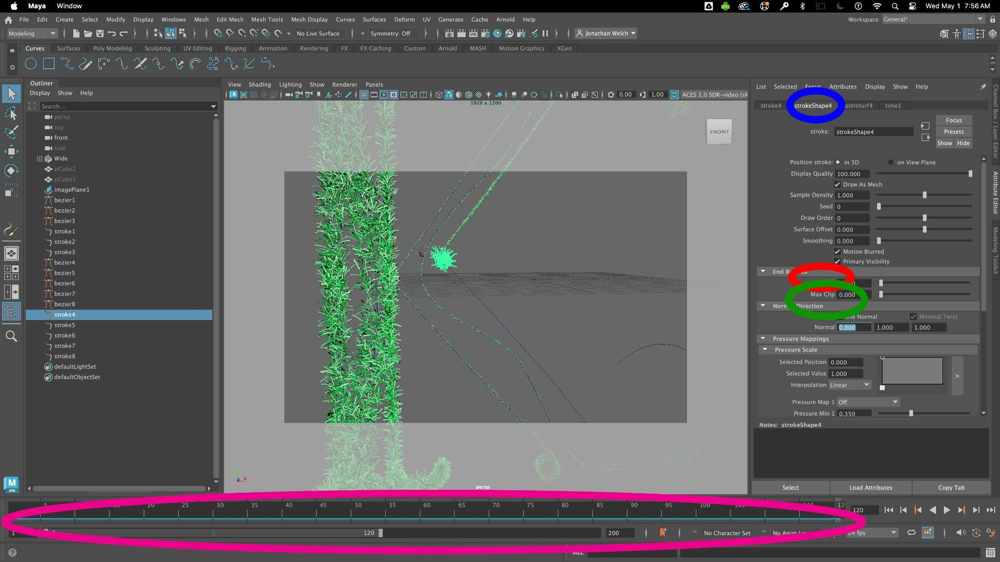 Maya Window
Wed May 1 7:56 AM
File Edit Create Select Modify Display Windows Mesh Edit Mesh Mesh Tools Mesh Display Curves Surfaces Deform UV Generate Cache Arnold Help
Workspace: General*
Modeling No Live Surface Symmetry: Off IPR Jonathan Welch
Curves Surfaces Poly Modeling Sculpting UV Editing Rigging Animation Rendering FX FX Caching Custom Arnold MASH Motion Graphics XGen
Outliner
Display Show Help
Search...
persp
top
front
side
Wide
pCube2
pCube3
imagePlane1
bezier1
bezier2
bezier3
stroke1
stroke2
stroke3
bezier4
bezier5
bezier6
bezier7
bezier8
stroke4
stroke5
stroke6
stroke7
stroke8
defaultLightSet
defaultObjectSet
View Shading Lighting Show Renderer Panels
0.00 1.00 ACES 1.0 SDR-video (sR
1920 x 1200
FRONT
persp
List Selected Focus Attributes Display Show Help
stroke4 strokeShape4 astroturf4 time1
stroke: strokeShape4
Focus
Presets
Show Hide
Position stroke: in 3D on View Plane
Display Quality 100.000
Draw As Mesh
Sample Density 1.000
Seed 0
Draw Order 0
Surface Offset 0.000
Smoothing 0.000
Motion Blurred
Primary Visibility
End
Max Clip 0.000
Direction
Normal
Minimal Twist
Normal 0.000 1.000 1.000
Pressure Mappings
Pressure Scale
Selected Position 0.000
Selected Value 1.000
Interpolation Linear
>
Pressure Map 1 Off
Pressure Min 1 0.350
Notes: strokeShape4
Select Load Attributes Copy Tab
Channel Box / Layer Editor
Attribute Editor
Modeling Toolkit
M
AYA
5 20 25 30 35 40 45 50 55 60 65 70 75 80 85 90 95 100 115 12
120
1 120 200 No Character Set No Anim 24 fps
MEL